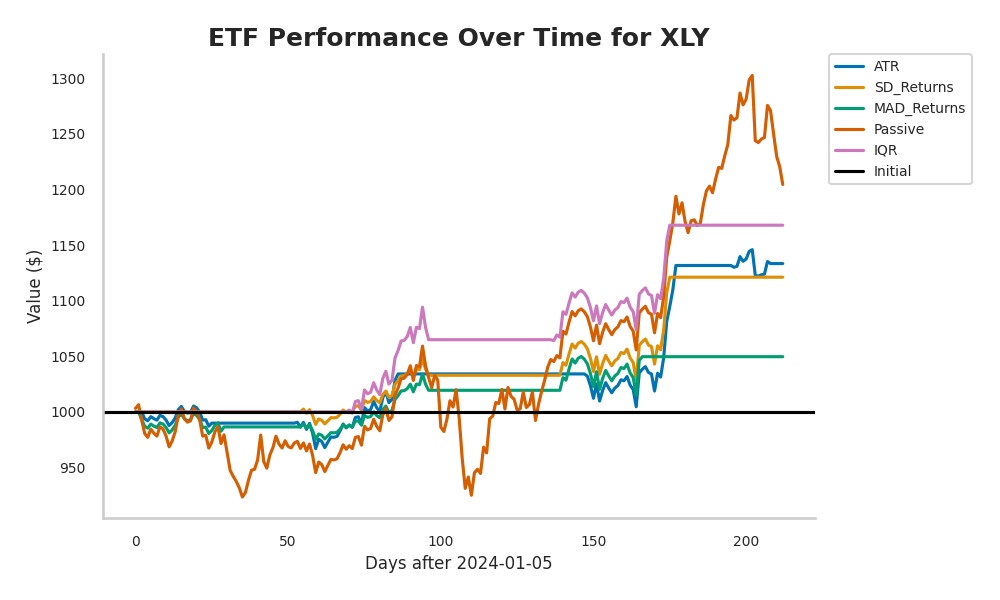 ETF Performance Over Time for XLY
ATR
SD_Returns
MAD_Returns
Passive
IQR
Initial
Value ($)
1300
1250
1200
1150
1100
1050
1000
950
0 50 100 150 200
Days after 2024-01-05